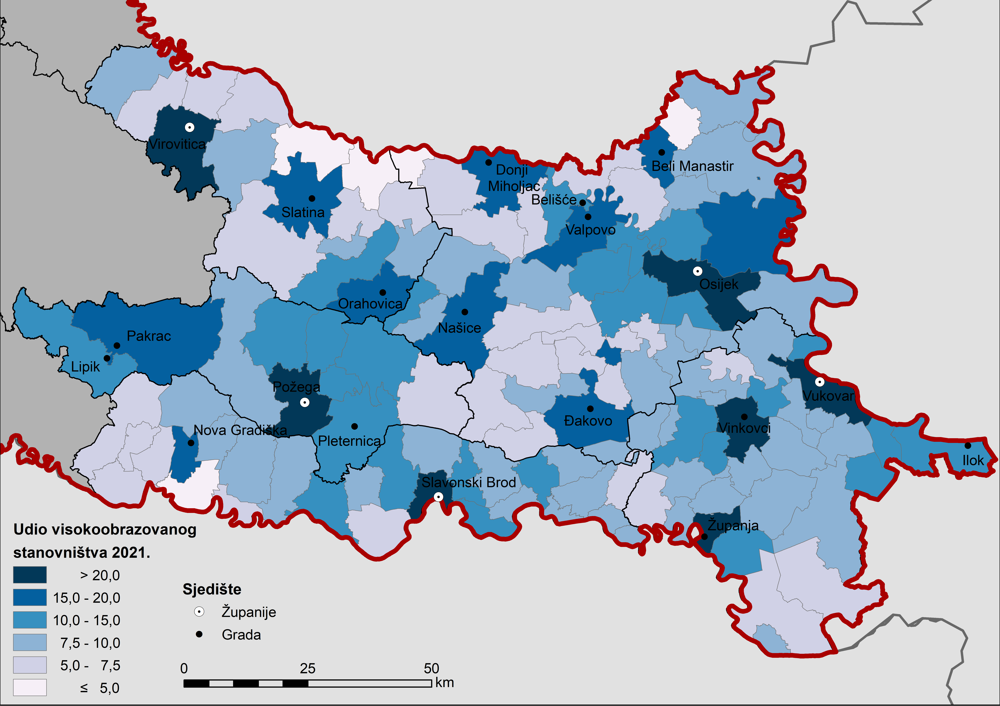 Virovitica
Donji
Miholjac
Beli Manastir
Belišće
Slatina
Valpovo
Osijek
Orahovica
Našice
Pakrac
Lipik
Požega
Vukovar
Đakovo
Vinkovci
Nova Gradiška
Pleternica
Ilok
Slavonski Brod
Županja
Udio visokoobrazovanog
stanovništva 2021.
> 20,0
15,0 - 20,0
10,0 - 15,0
7,5 - 10,0
5,0 - 7,5
≤ 5,0
Sjedište
Županije
Grada
0 25 50
km